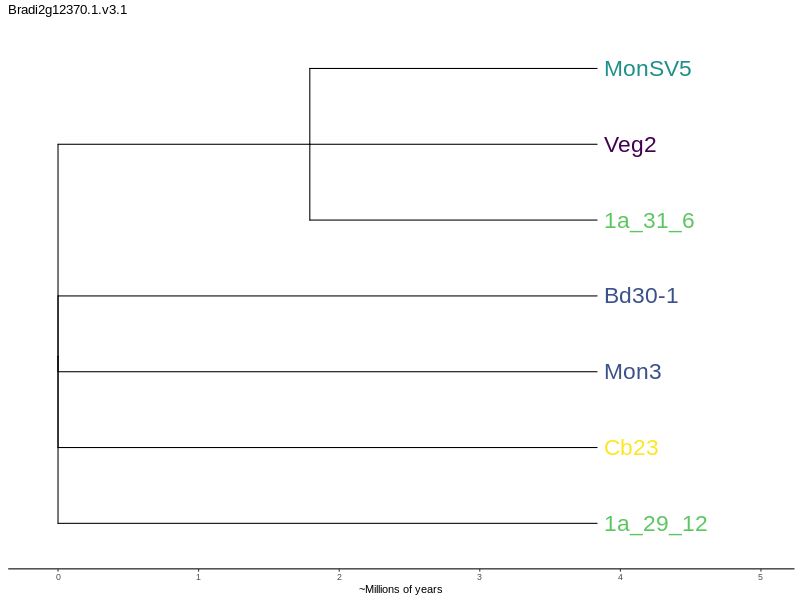 Bradi2g12370.1.v3.1
MonSV5
Veg2
1a_31_6
Bd30-1
Mon3
Cb23
1a_29_12
0 1 2 3 4 5
~Millions of years